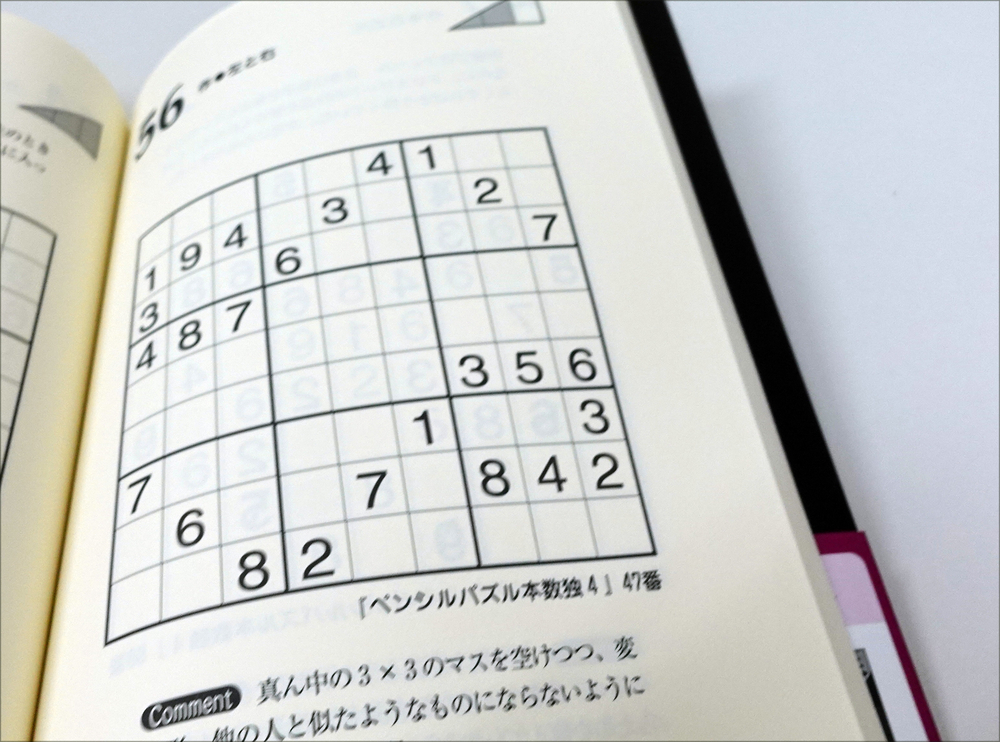 56 作●左と右
4 1
1 9 4 3 2
3 6 7
4 8 7
3 5 6
7 1 3
6 7 8 4 2
8 2
『ペンシルパズル本数独4』47番
Comment 真ん中の3×3のマスを空けつつ、変
他の人と似たようなものにならないように